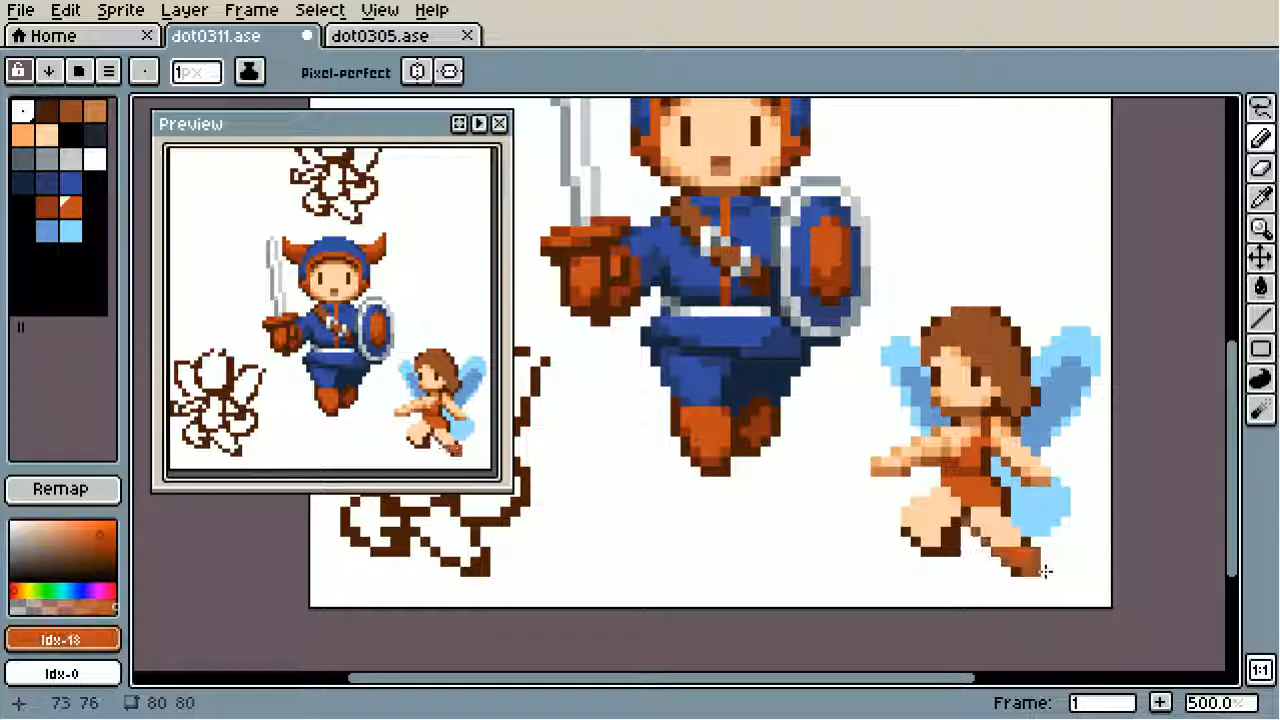 File Edit Sprite Layer Frame Select View Help
Home dot0311.ase dot0305.ase
1px Pixel-perfect
Preview
Remap
Idx-18
Idx-0
73 76 80 80 Frame: 1 500.0%
1:1